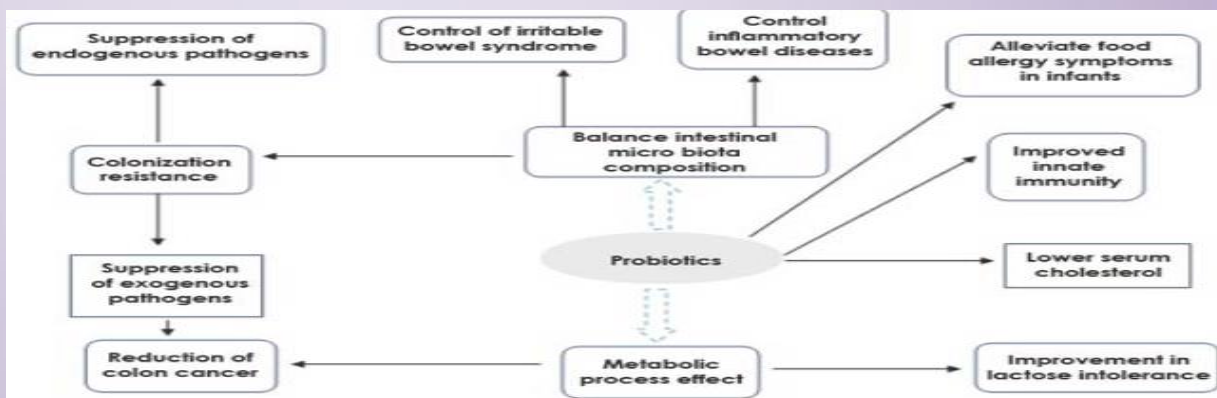 Suppression of
endogenous pathogens
Control of irritable
bowel syndrome
Control
inflammatory
bowel diseases
Alleviate food
allergy symptoms
in infants
Colonization
resistance
Balance intestinal
micro biota
composition
Improved
innate
immunity
Suppression
of exogenous
pathogens
Probiotics
Lower serum
cholesterol
Reduction of
colon cancer
Metabolic
process effect
Improvement in
lactose intolerance